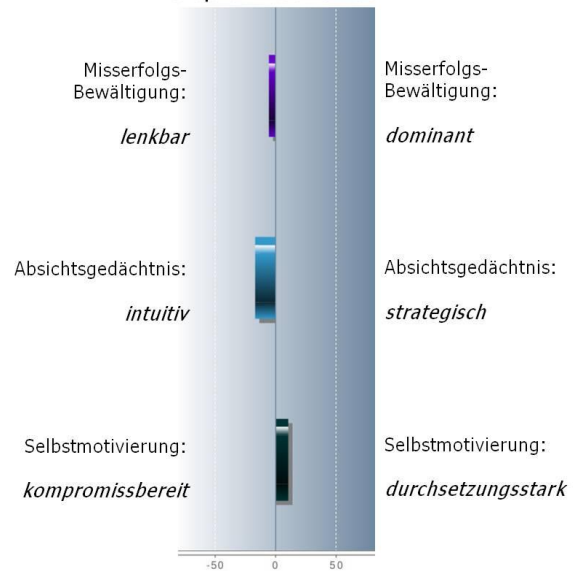 Misserfolgs-
Bewältigung:
lenkbar
Misserfolgs-
Bewältigung:
dominant
Absichtsgedächtnis:
intuitiv
Absichtsgedächtnis:
strategisch
Selbstmotivierung:
kompromissbereit
Selbstmotivierung:
durchsetzungsstark
-50 0 50